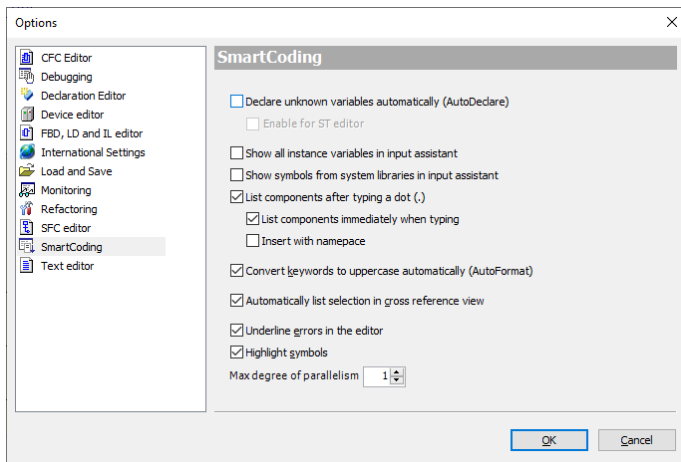 Options
CFC Editor
Debugging
Declaration Editor
Device editor
FBD, LD and IL editor
International Settings
Load and Save
Monitoring
Refactoring
SFC editor
SmartCoding
Text editor
SmartCoding
Declare unknown variables automatically (AutoDeclare)
Enable for ST editor
Show all instance variables in input assistant
Show symbols from system libraries in input assistant
List components after typing a dot (.)
List components immediately when typing
Insert with namepace
Convert keywords to uppercase automatically (AutoFormat)
Automatically list selection in cross reference view
Underline errors in the editor
Highlight symbols
Max degree of parallelism 1
OK Cancel